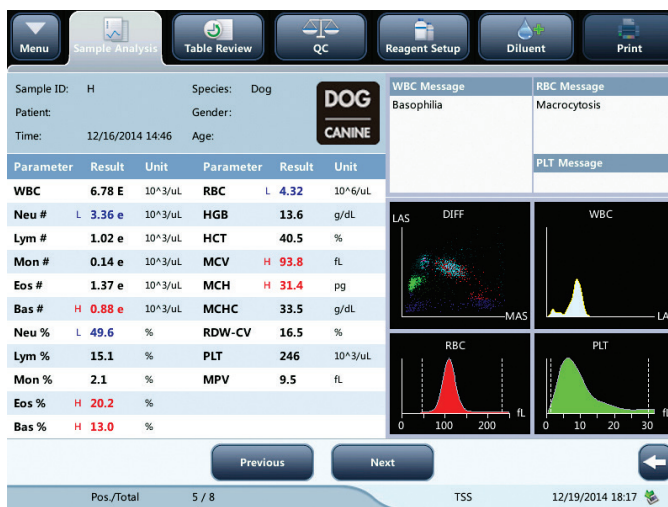 Menu
Sample Analysis
Table Review
QC
Reagent Setup
Diluent
Print
Sample ID: H Species: Dog
Patient: Gender:
Time: 12/16/2014 14:46 Age:
DOG
CANINE
WBC Message
Basophilia
RBC Message
Macrocytosis
PLT Message
Parameter Result Unit Parameter Result Unit
WBC 6.78 E 10^3/uL RBC L 4.32 10^6/uL
Neu # L 3.36 e 10^3/uL HGB 13.6 g/dL
Lym # 1.02 e 10^3/uL HCT 40.5 %
Mon # 0.14 e 10^3/uL MCV H 93.8 fL
Eos # 1.37 e 10^3/uL MCH H 31.4 pg
Bas # H 0.88 e 10^3/uL MCHC 33.5 g/dL
Neu % L 49.6 % RDW-CV 16.5 %
Lym % 15.1 % PLT 246 10^3/uL
Mon % 2.1 % MPV 9.5 fL
Eos % H 20.2 %
Bas % H 13.0 %
LAS DIFF
MAS
WBC
LA
RBC
fL
0 100 200
PLT
fl
0 10 20 30
Previous
Next
Pos./Total 5 / 8 TSS 12/19/2014 18:17